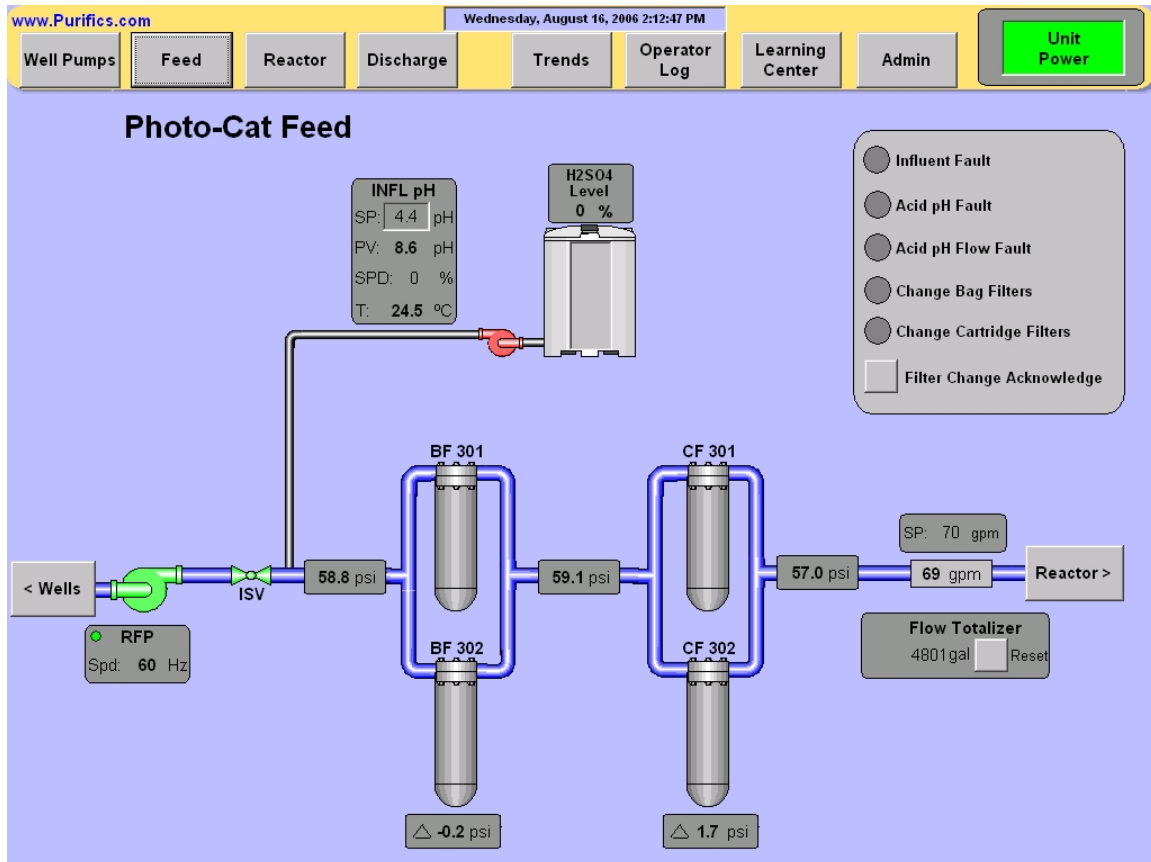 www.Purifics.com
Wednesday, August 16, 2006 2:12:47 PM
Well Pumps
Feed
Reactor
Discharge
Trends
Operator
Log
Learning
Center
Admin
Unit
Power
Photo-Cat Feed
INFL pH
SP: 4.4 pH
PV: 8.6 pH
SPD: 0 %
T: 24.5 ºC
H2SO4
Level
0 %
Influent Fault
Acid pH Fault
Acid pH Flow Fault
Change Bag Filters
Change Cartridge Filters
Filter Change Acknowledge
BF 301
CF 301
< Wells
ISV
58.8 psi
59.1 psi
57.0 psi
SP: 70 gpm
69 gpm
Reactor >
RFP
Spd: 60 Hz
BF 302
CF 302
Flow Totalizer
4801gal Reset
△ -0.2 psi
△ 1.7 psi